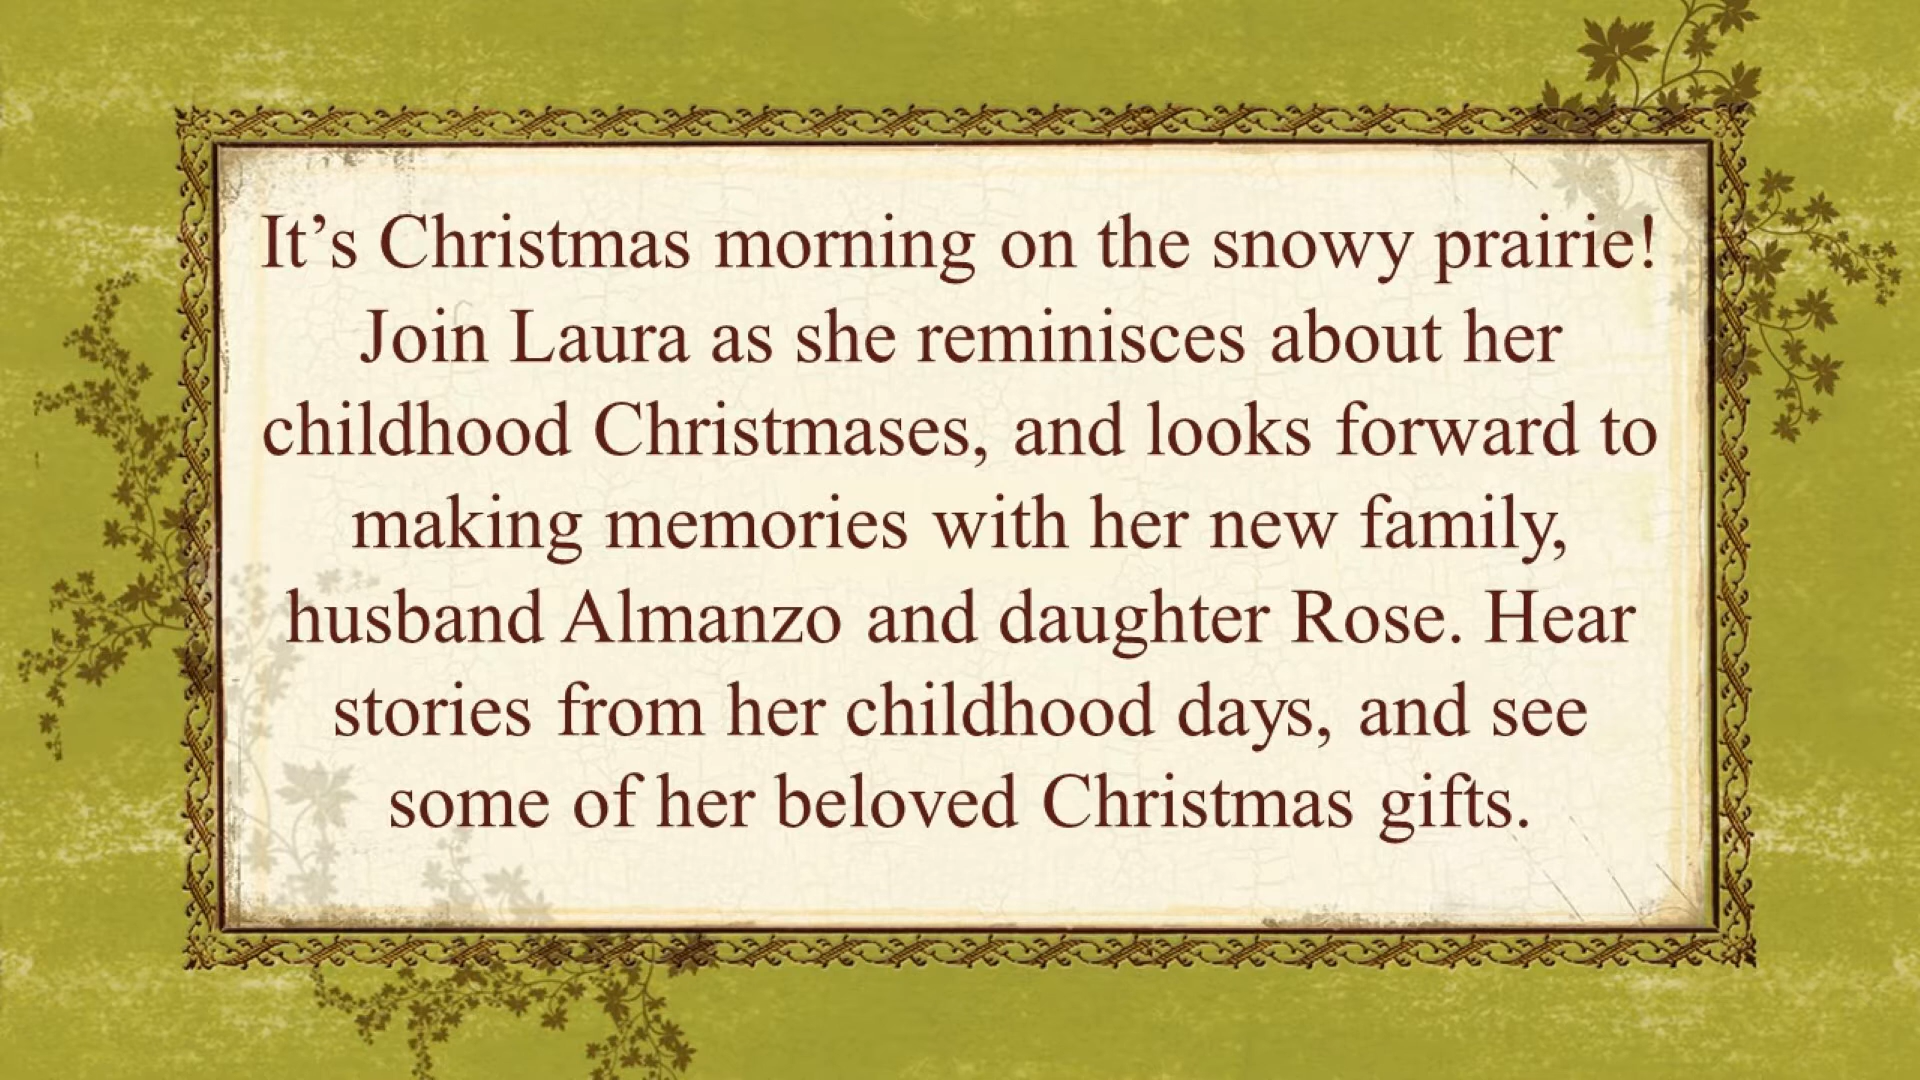 It’s Christmas morning on the snowy prairie!
Join Laura as she reminisces about her
childhood Christmases, and looks forward to
making memories with her new family,
husband Almanzo and daughter Rose. Hear
stories from her childhood days, and see
some of her beloved Christmas gifts.